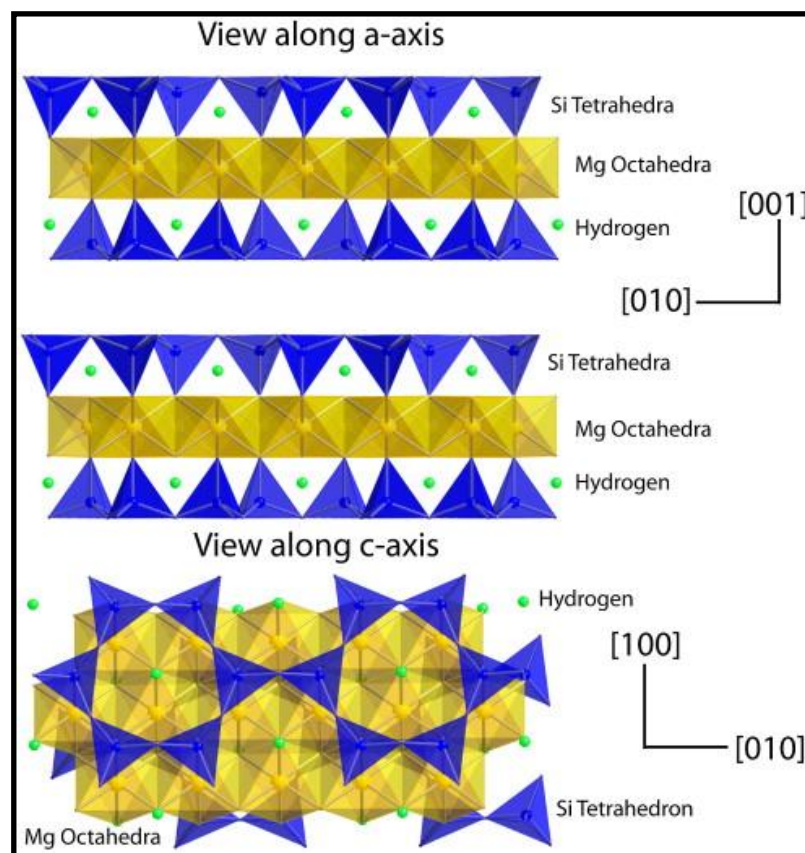 View along a-axis
Si Tetrahedra
Mg Octahedra
[001]
Hydrogen
[010]
Si Tetrahedra
Mg Octahedra
Hydrogen
View along c-axis
Hydrogen
[100]
[010]
Si Tetrahedron
Mg Octahedra